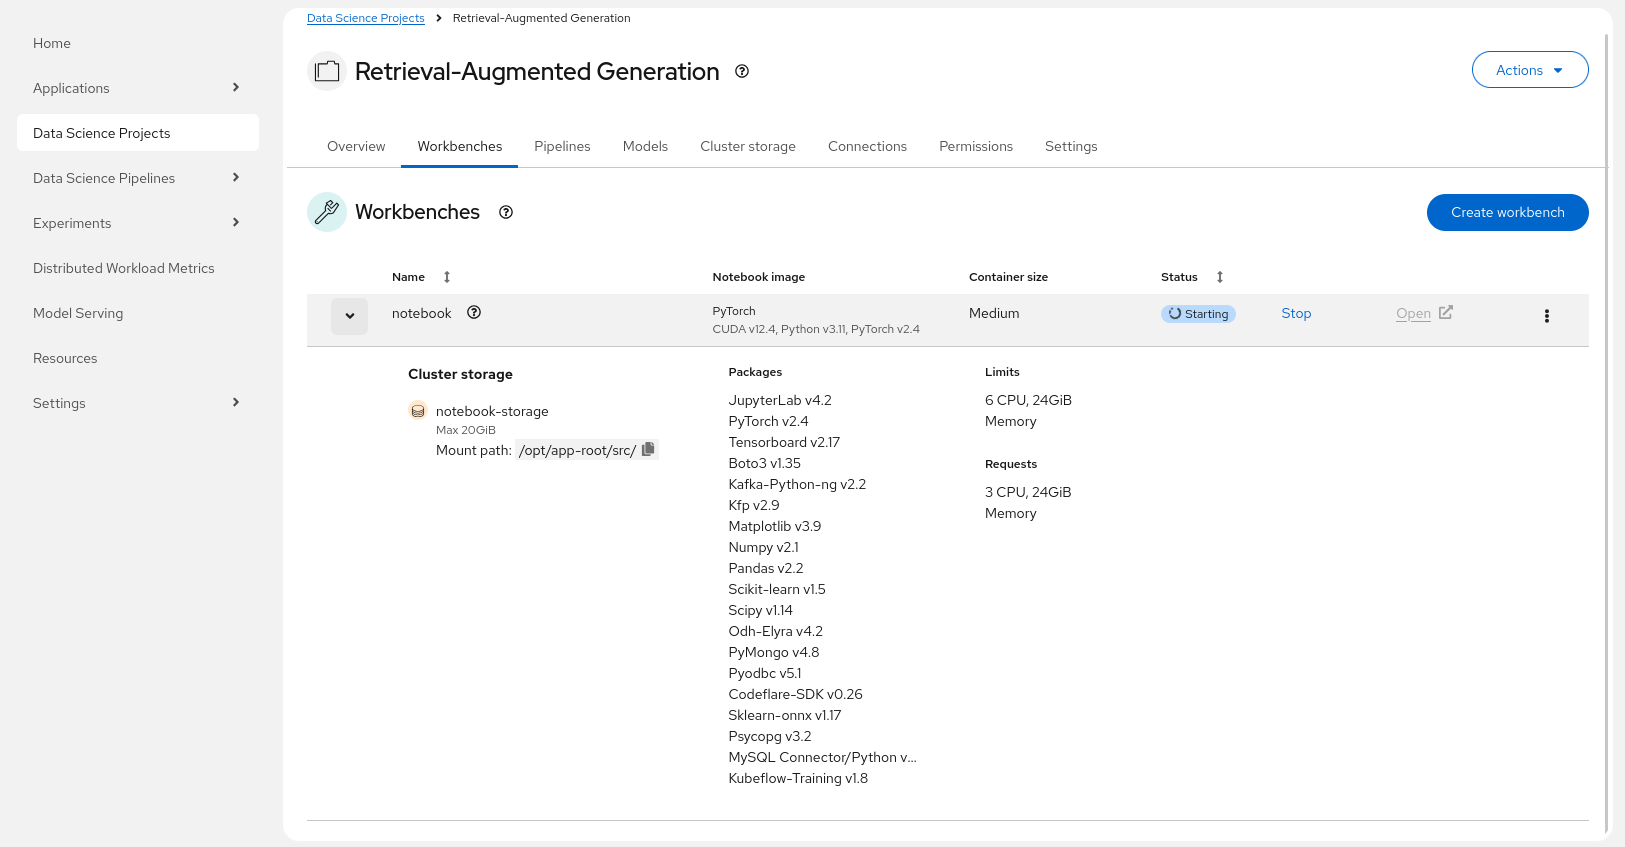 Data Science Projects > Retrieval-Augmented Generation
Home
Applications
Data Science Projects
Data Science Pipelines
Experiments
Distributed Workload Metrics
Model Serving
Resources
Settings
Retrieval-Augmented Generation
Actions
Overview Workbenches Pipelines Models Cluster storage Connections Permissions Settings
Workbenches
Create workbench
Name Notebook image Container size Status
notebook PyTorch Medium Starting Stop Open
CUDA v12.4, Python v3.11, PyTorch v2.4
Cluster storage
notebook-storage
Max 20GiB
Mount path: /opt/app-root/src/
Packages
JupyterLab v4.2
PyTorch v2.4
Tensorboard v2.17
Boto3 v1.35
Kafka-Python-ng v2.2
Kfp v2.9
Matplotlib v3.9
Numpy v2.1
Pandas v2.2
Scikit-learn v1.5
Scipy v1.14
Odh-Elyra v4.2
PyMongo v4.8
Pyodbc v5.1
Codeflare-SDK v0.26
Sklearn-onnx v1.17
Psycopg v3.2
MySQL Connector/Python v...
Kubeflow-Training v1.8
Limits
6 CPU, 24GiB
Memory
Requests
3 CPU, 24GiB
Memory